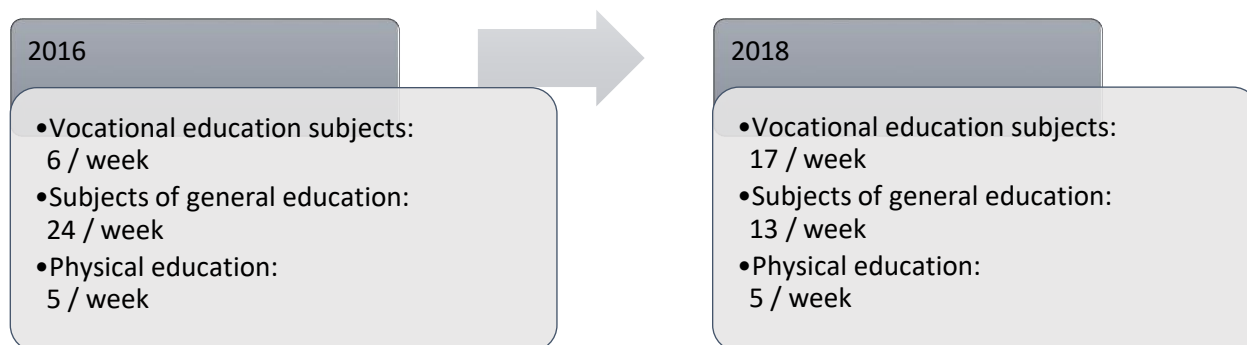 2016
•Vocational education subjects:
6 / week
•Subjects of general education:
24 / week
•Physical education:
5 / week
2018
•Vocational education subjects:
17 / week
•Subjects of general education:
13 / week
•Physical education:
5 / week